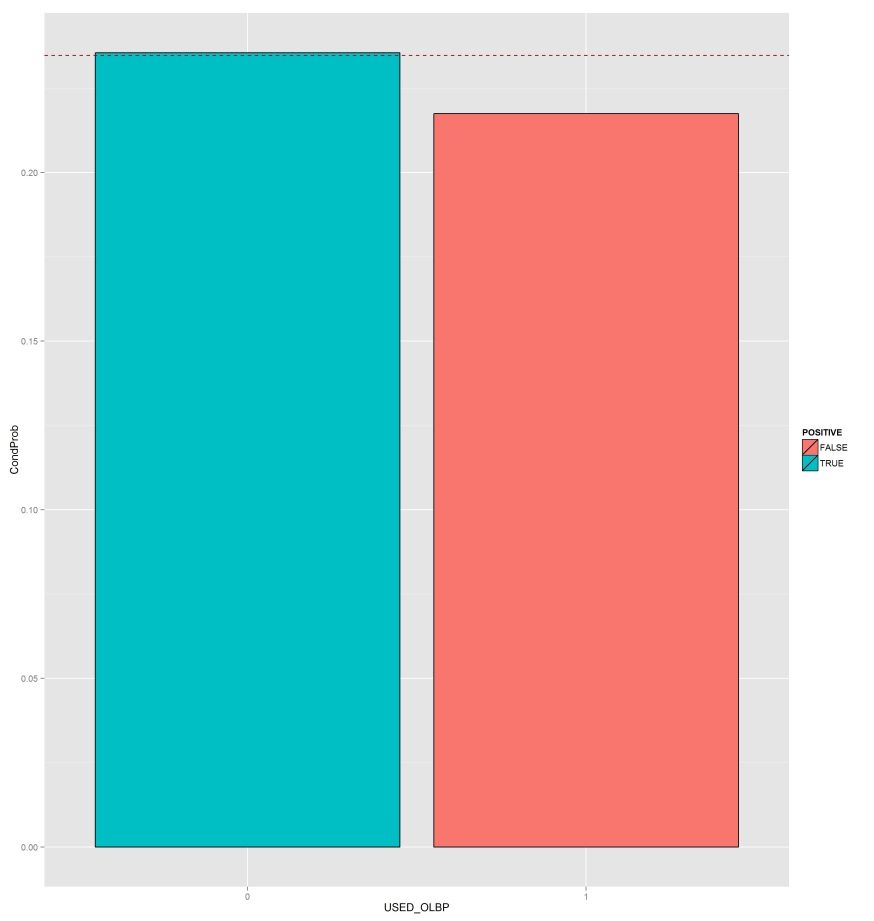 CondProb
0.20
0.15
0.10
0.05
0.00
0
1
USED_OLBP
POSITIVE
FALSE
TRUE